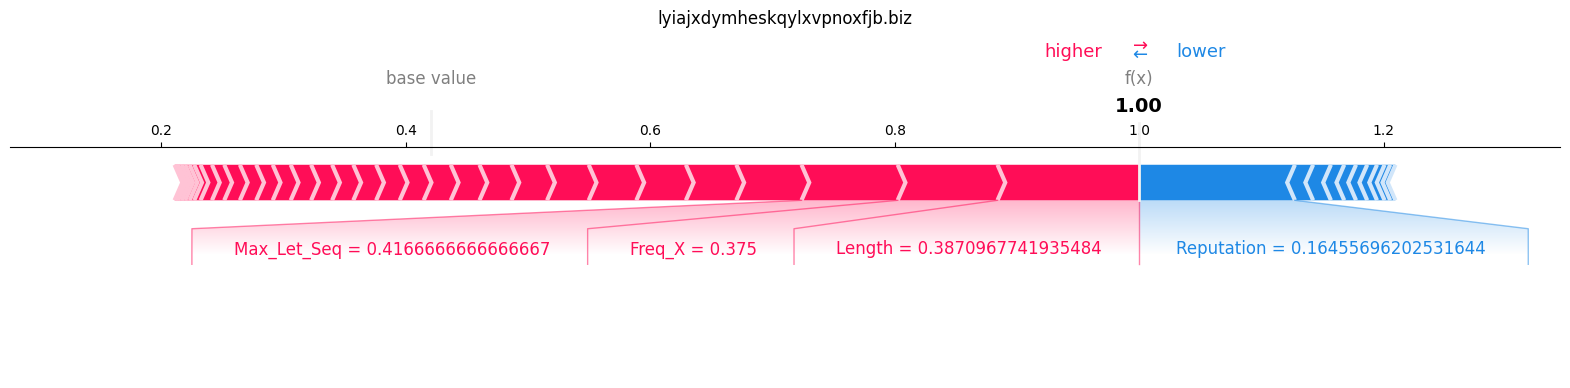 lyiajxdymheskqylxvpnoxfjb.biz
higher → ← lower
base value f(x)
1.00
0.2 0.4 0.6 0.8 1.0 1.2
Max_Let_Seq = 0.4166666666666667 Freq_X = 0.375 Length = 0.3870967741935484 Reputation = 0.16455696202531644